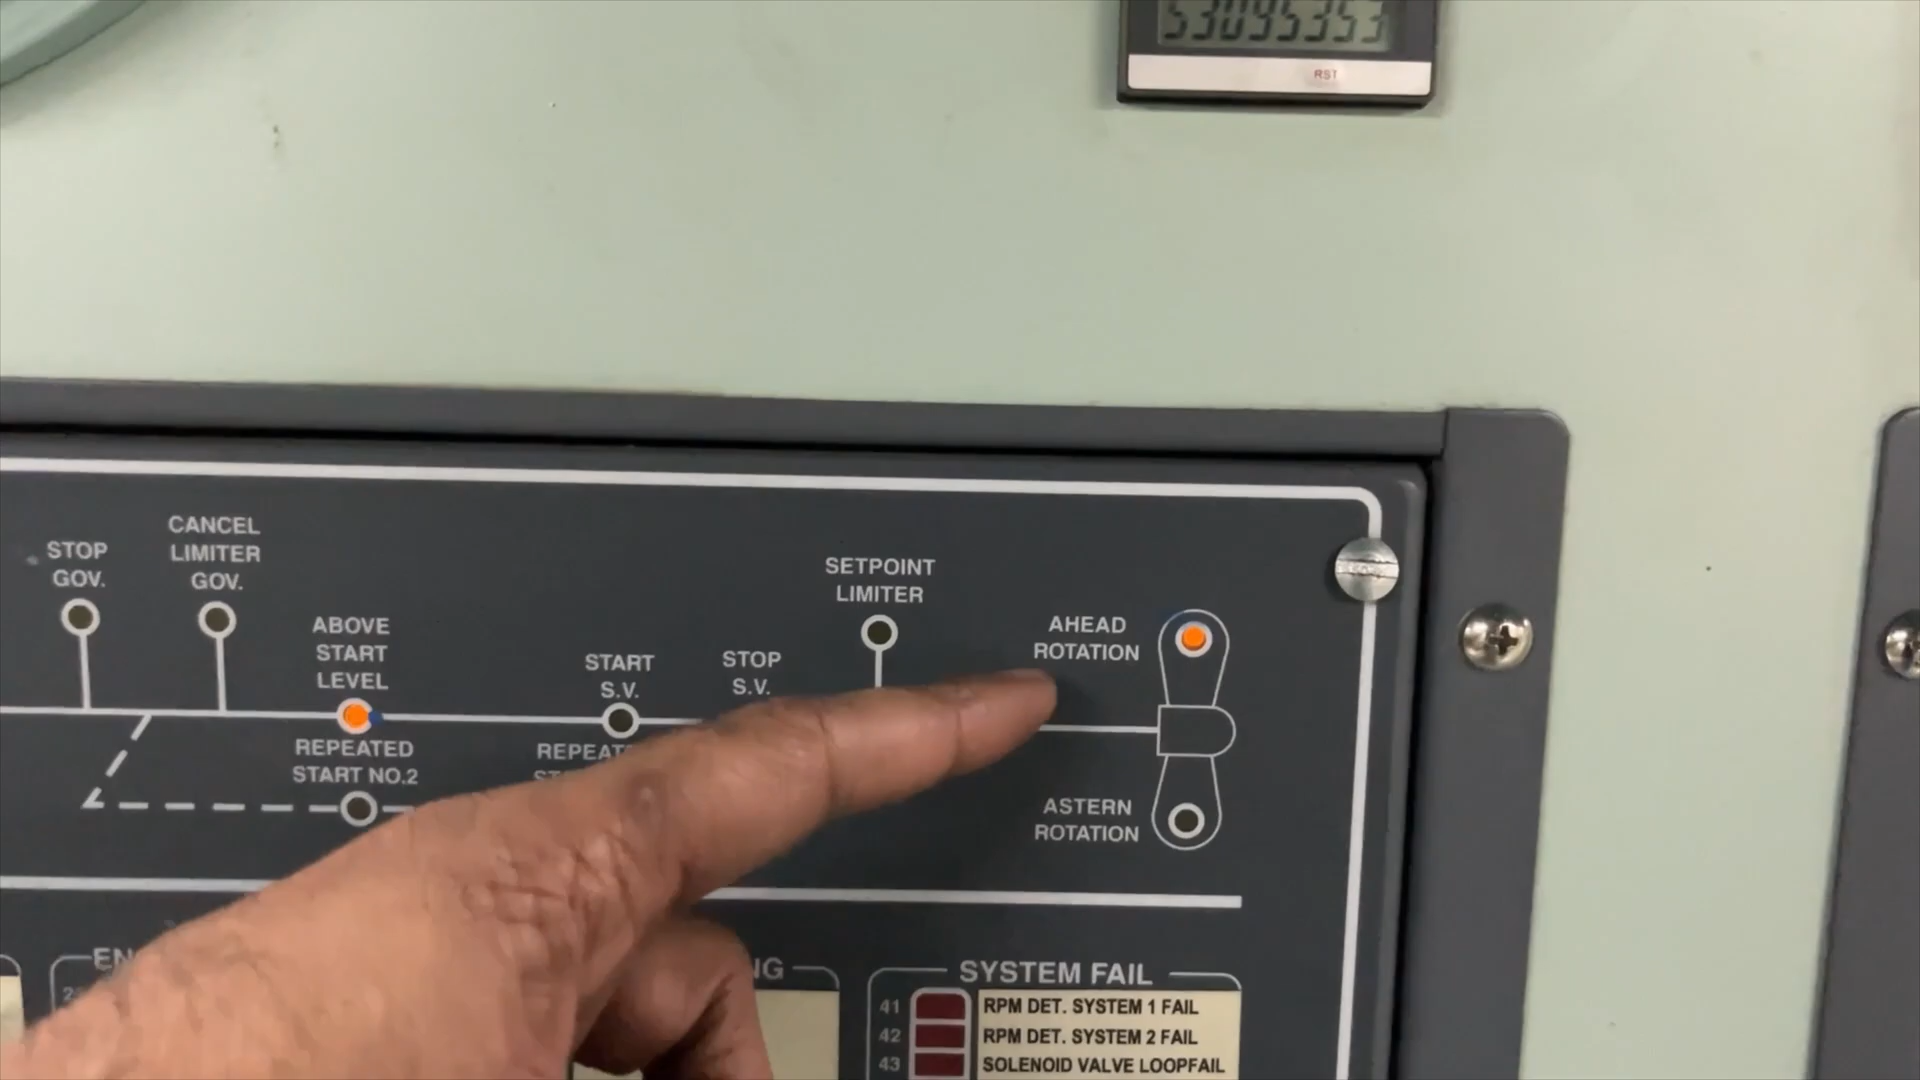 53095353
RST
STOP
GOV.
CANCEL
LIMITER
GOV.
ABOVE
START
LEVEL
REPEATED
START NO.2
START
S.V.
STOP
S.V.
SETPOINT
LIMITER
AHEAD
ROTATION
ASTERN
ROTATION
SYSTEM FAIL
41 RPM DET. SYSTEM 1 FAIL
42 RPM DET. SYSTEM 2 FAIL
43 SOLENOID VALVE LOOPFAIL